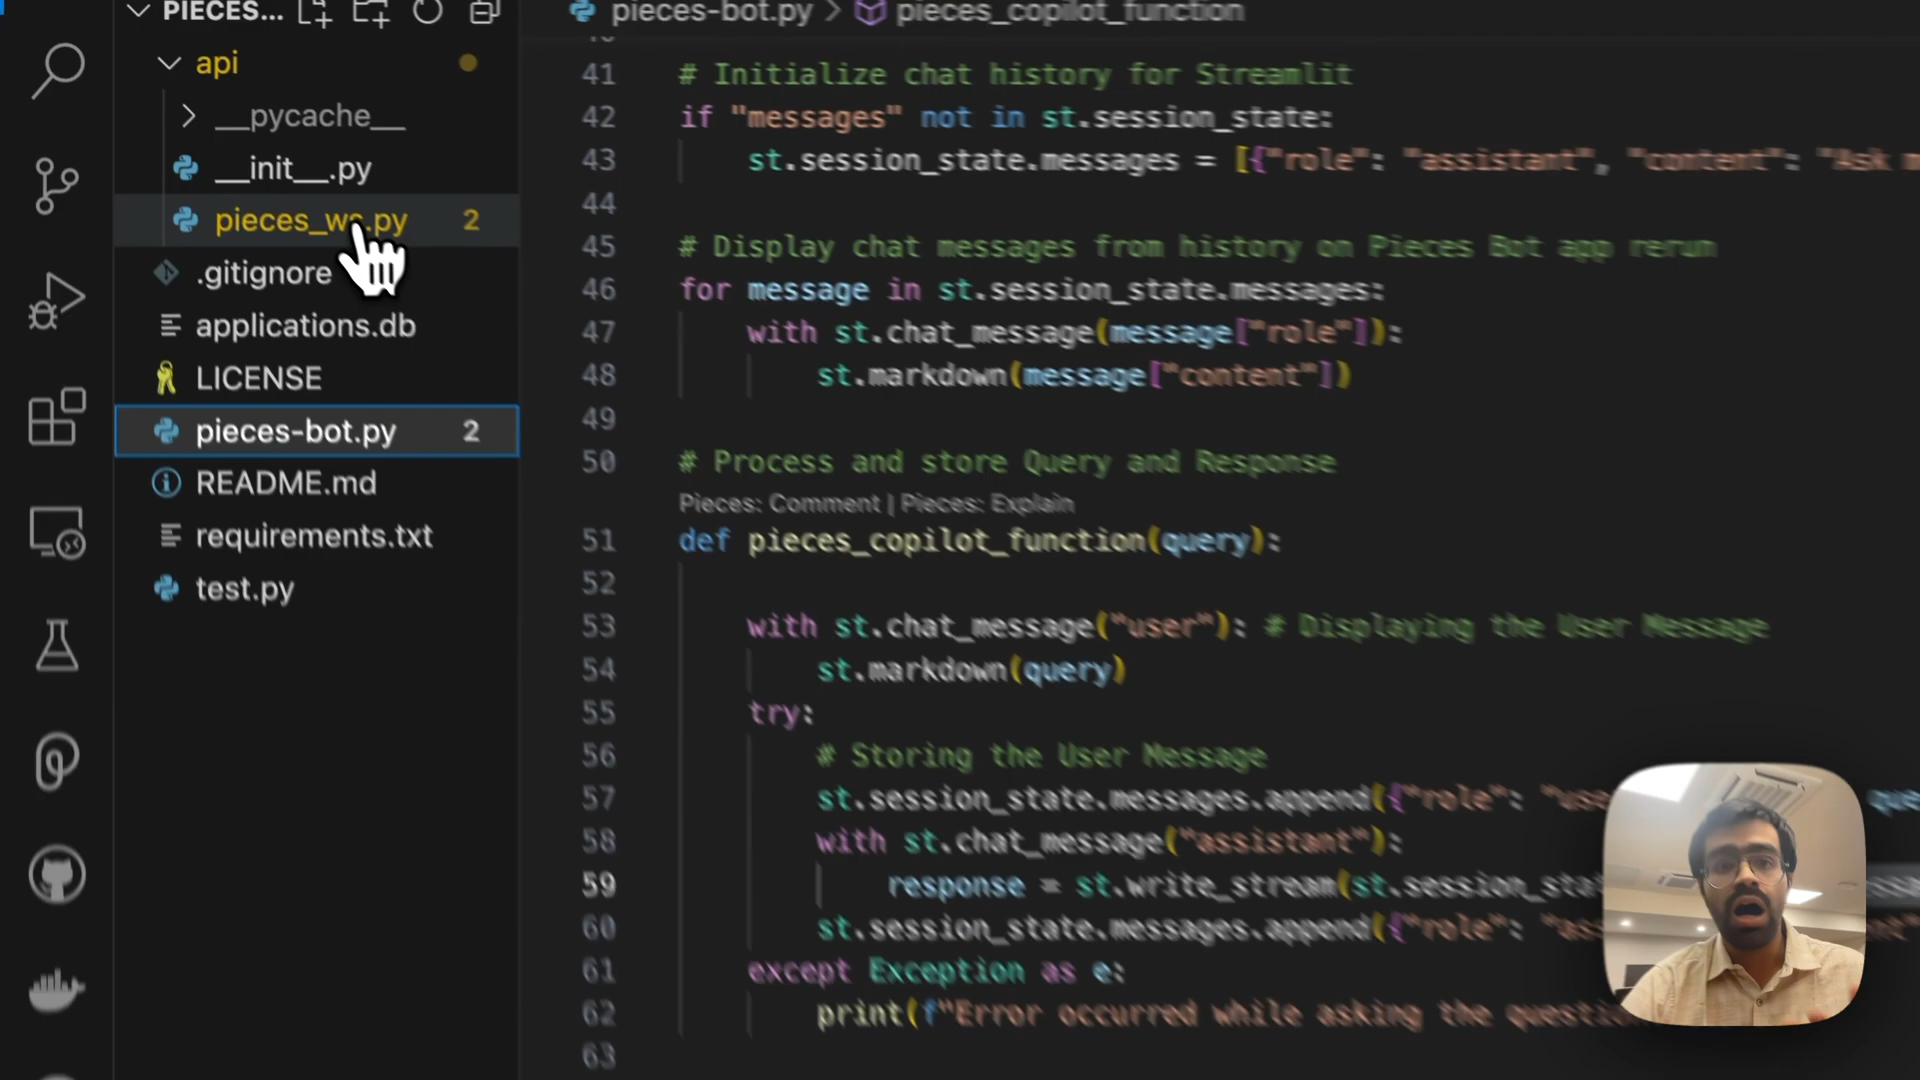 PIECES...
api
__pycache__
__init__.py
pieces_ws.py 2
.gitignore
applications.db
LICENSE
pieces-bot.py 2
README.md
requirements.txt
test.py
pieces-bot.py > pieces_copilot_function
41 # Initialize chat history for Streamlit
42 if "messages" not in st.session_state:
43 st.session_state.messages = [{"role": "assistant", "content": "Ask
44
45 # Display chat messages from history on Pieces Bot app rerun
46 for message in st.session_state.messages:
47 with st.chat_message(message["role"]):
48 st.markdown(message["content"])
49
50 # Process and store Query and Response
Pieces: Comment | Pieces: Explain
51 def pieces_copilot_function(query):
52
53 with st.chat_message("user"): # Displaying the User Message
54 st.markdown(query)
55 try:
56 # Storing the User Message
57 st.session_state.messages.append({"role":
58 with st.chat_message("assistant"):
59 response = st.write_stream(
60 st.session_state.messages.append({"role":
61 except Exception as e:
62 print(f"Error occurred while asking the
63